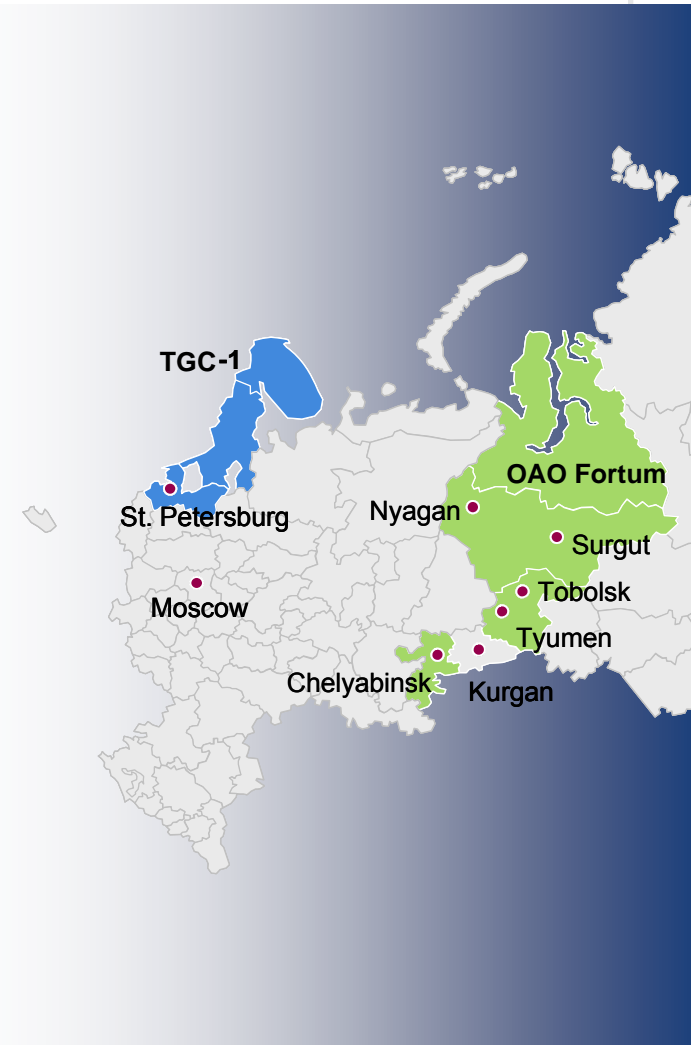 TGC-1
OAO Fortum
Nyagan
St. Petersburg
Surgut
Tobolsk
Moscow
Tyumen
Chelyabinsk
Kurgan